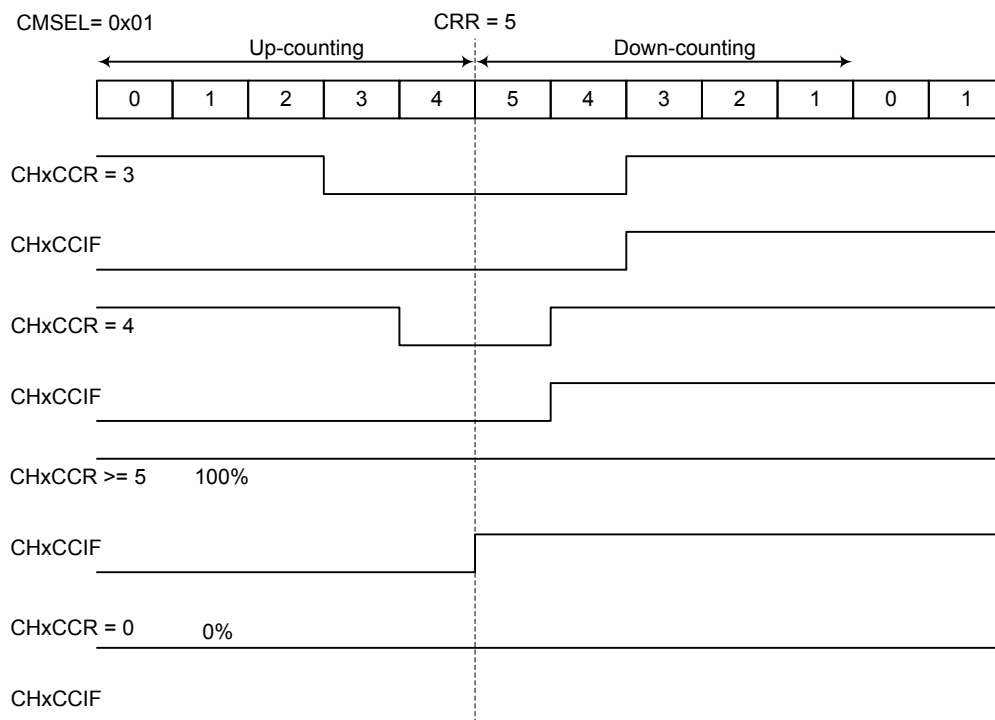 CMSEL= 0x01
CRR = 5
Up-counting
Down-counting
0 1 2 3 4 5 4 3 2 1 0 1
CHxCCR = 3
CHxCCIF
CHxCCR = 4
CHxCCIF
CHxCCR >= 5 100%
CHxCCIF
CHxCCR = 0 0%
CHxCCIF